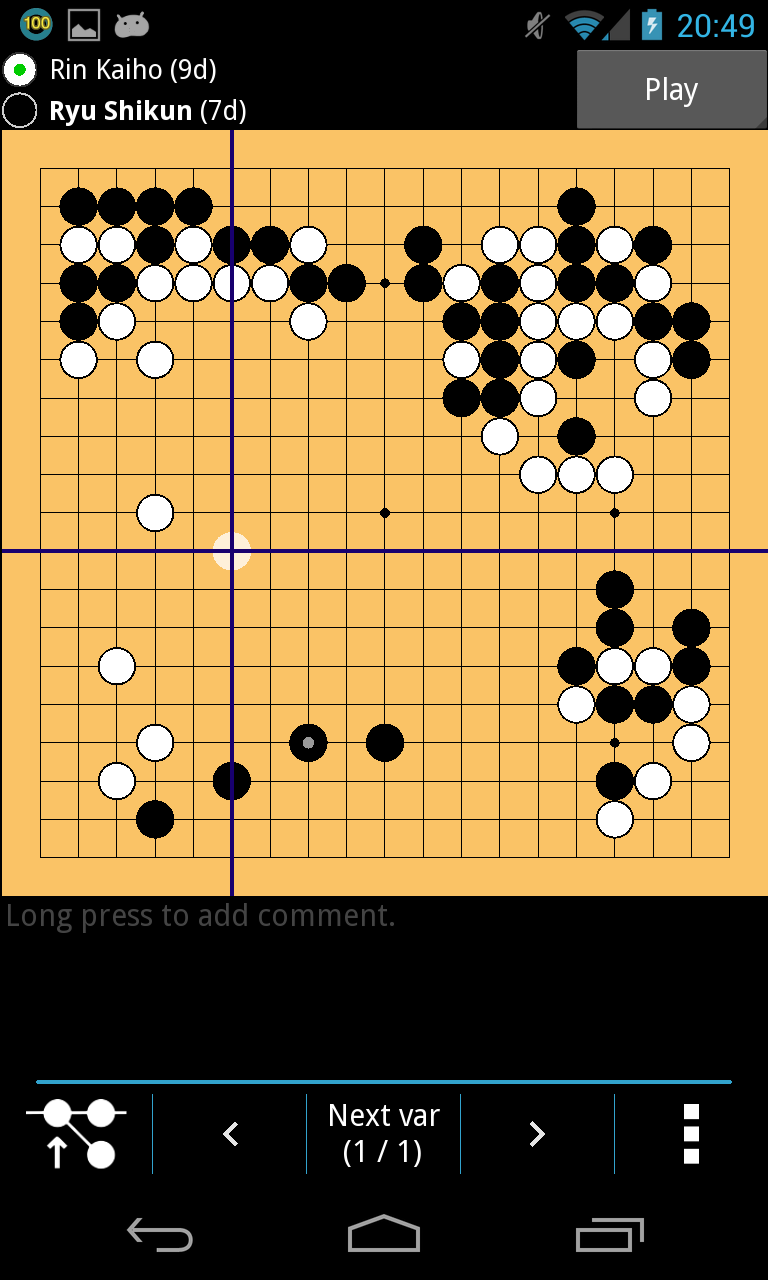 100
20:49
Rin Kaiho (9d)
Ryu Shikun (7d)
Play
Long press to add comment.
Next var
(1 / 1)